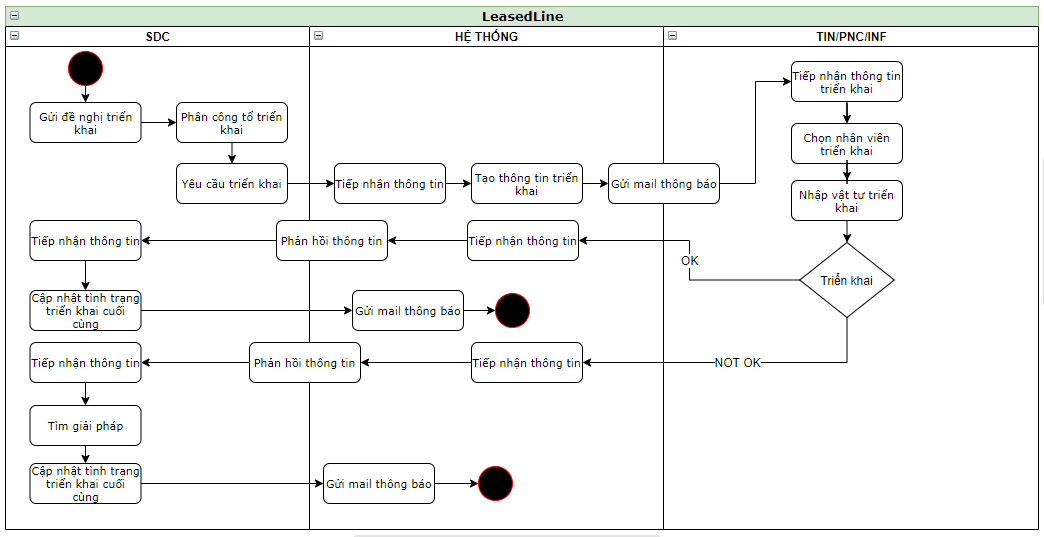 LeasedLine
SDC
HỆ THỐNG
TIN/PNC/INF
Gửi đề nghị triển
khai
Phân công tổ triển
khai
Yêu cầu triển khai
Tiếp nhận thông tin
Tạo thông tin triển
khai
Gửi mail thông báo
Tiếp nhận thông tin
triển khai
Chọn nhân viên
triển khai
Nhập vật tư triển
khai
Triển khai
OK
Tiếp nhận thông tin
Phản hồi thông tin
Tiếp nhận thông tin
Cập nhật tình trạng
triển khai cuối
cùng
Gửi mail thông báo
NOT OK
Tiếp nhận thông tin
Phản hồi thông tin
Tiếp nhận thông tin
Tìm giải pháp
Cập nhật tình trạng
triển khai cuối
cùng
Gửi mail thông báo